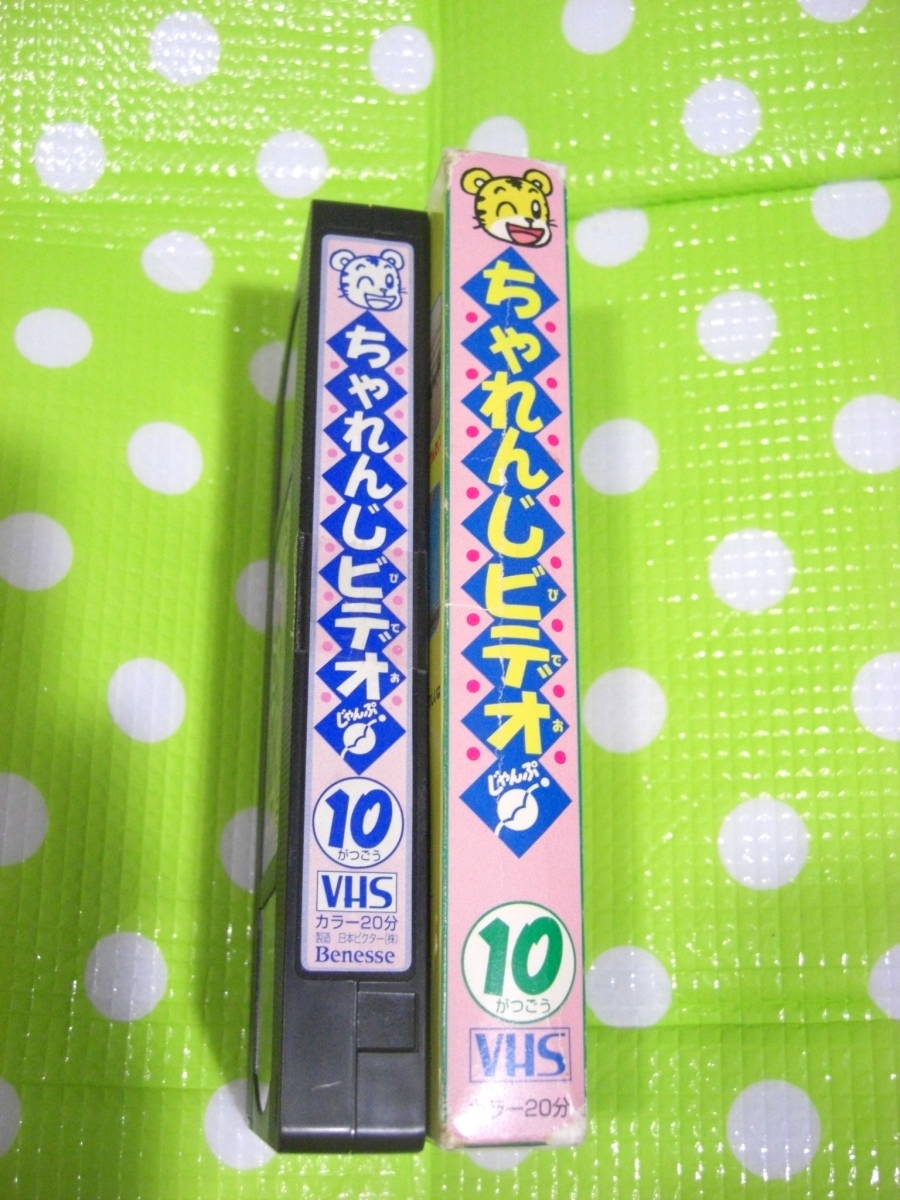 ちゃれんじビデオ
びでお
じゃんぷ
10
がつごう
VHS
カラー20分
製造 日本ビクター(株)
Benesse
ちゃれんじビデオ
びでお
じゃんぷ
10
がつごう
VHS
カラー20分